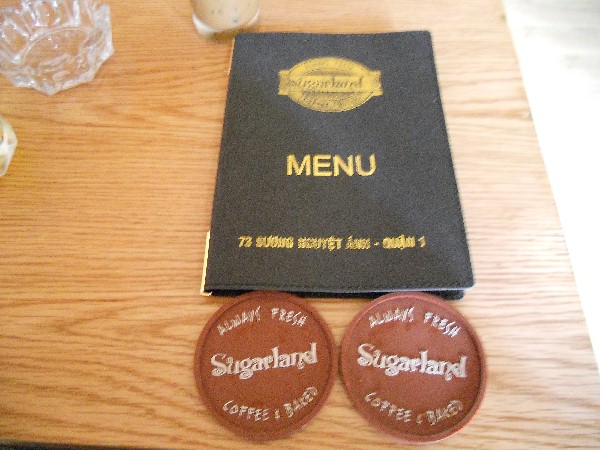 Sugarland
MENU
73 SƯƠNG NGUYỆT ÁNH - QUẬN 1
ALWAYS FRESH
Sugarland
COFFEE & BAKED
ALWAYS FRESH
Sugarland
COFFEE & BAKED